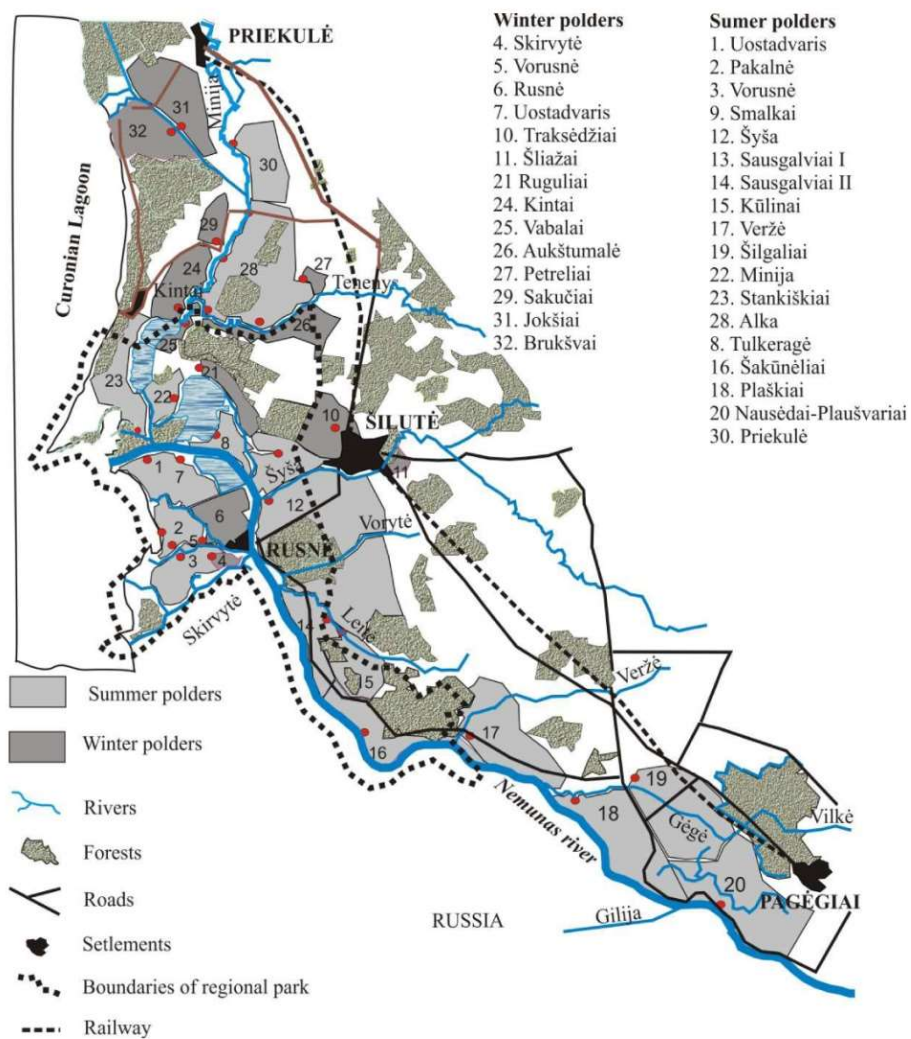 Winter polders
4. Skirvytė
5. Vorusnė
6. Rusnė
7. Uostadvaris
10. Traksėdžiai
11. Šliažai
21 Ruguliai
24. Kintai
25. Vabalai
26. Aukštumalė
27. Petreliai
29. Sakučiai
31. Jokšiai
32. Brukšvai
Sumer polders
1. Uostadvaris
2. Pakalnė
3. Vorusnė
9. Smalkai
12. Šyša
13. Sausgalviai I
14. Sausgalviai II
15. Kūlinai
17. Veržė
19. Šilgaliai
22. Minija
23. Stankiškiai
28. Alka
8. Tulkeragė
16. Šakūnėliai
18. Plaškiai
20 Nausėdai-Plaušvariai
30. Priekulė
PRIEKULĖ
Minija
31
32
30
Curonian Lagoon
29
24
28
27
Tenenys
Kintai
26
25
23
21
22
10
ŠILUTĖ
8
11
Šyša
1
7
12
6
Vorytė
2
5
RUSNĖ
3
4
Skirvytė
14
Lenė
5
Veržė
16
17
Nemunas river
19
18
Gėgė
Vilkė
20
PAGĖGIAI
Gilija
RUSSIA
Summer polders
Winter polders
Rivers
Forests
Roads
Setlements
Boundaries of regional park
Railway